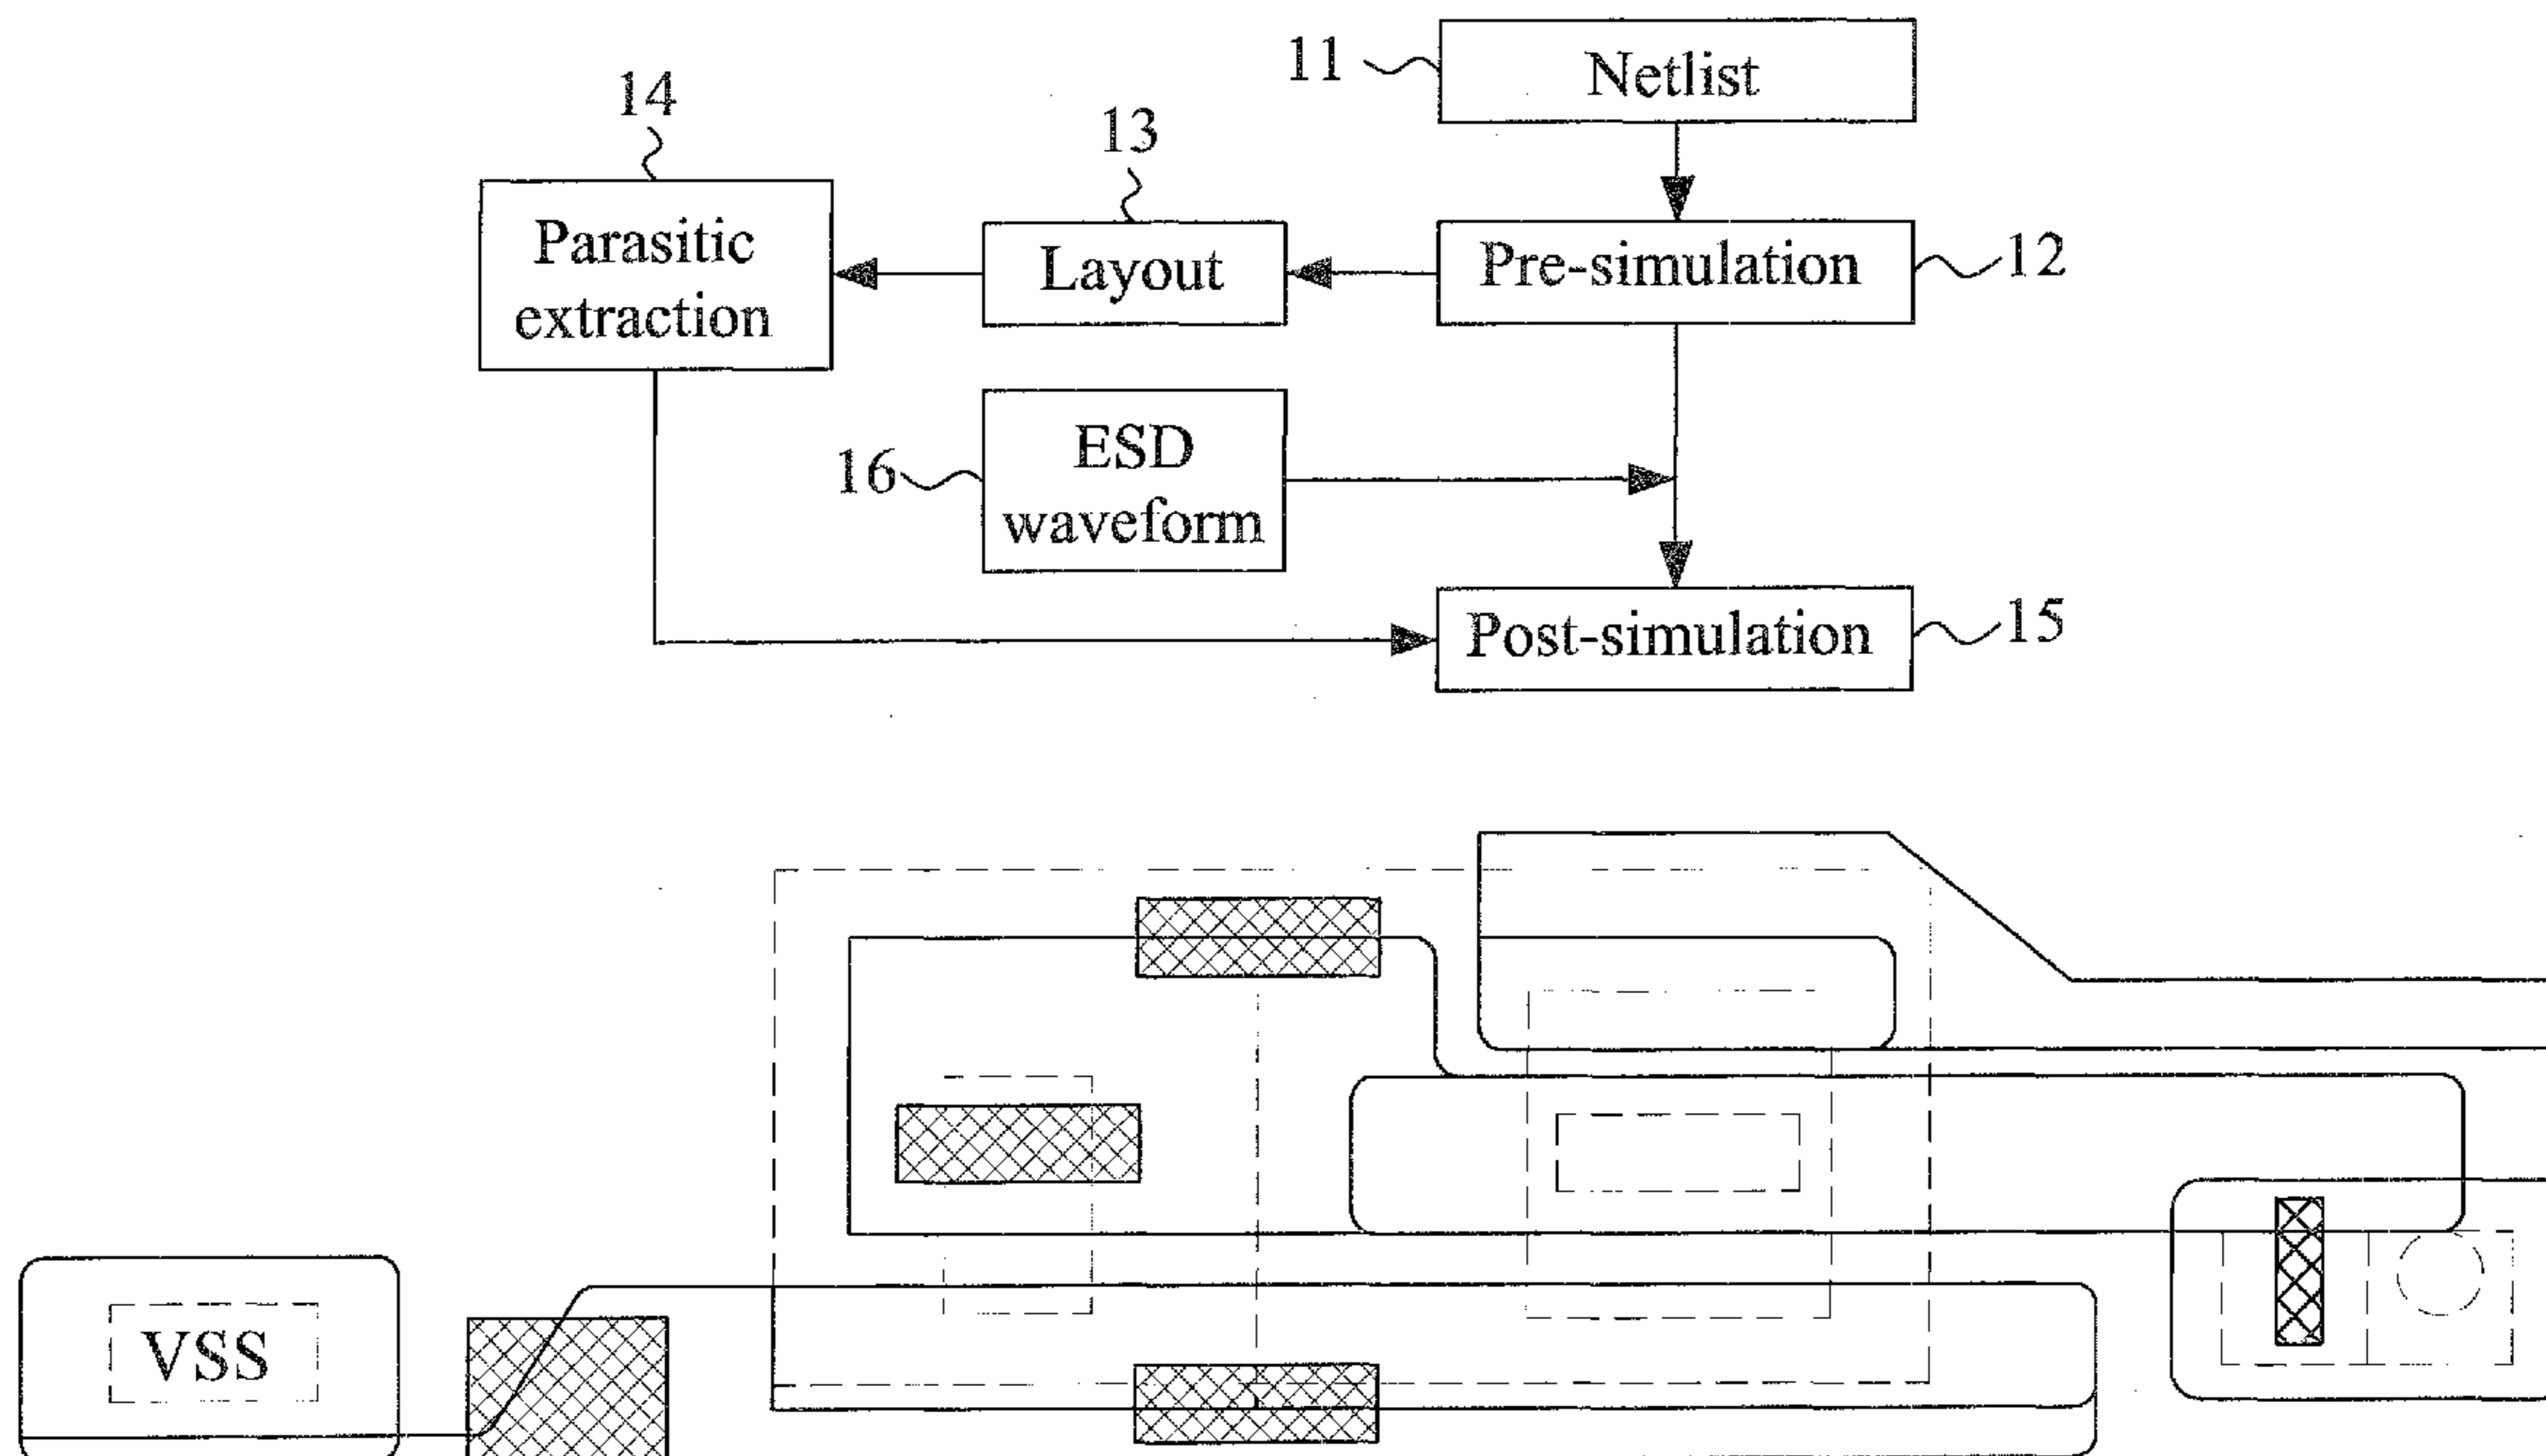 11
Netlist
14
13
Parasitic
extraction
Layout
Pre-simulation
12
16
ESD
waveform
Post-simulation
15
VSS